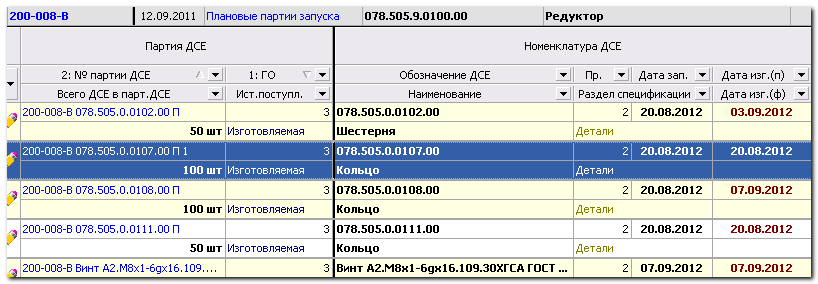 200-008-В 12.09.2011 Плановые партии запуска 078.505.9.0100.00 Редуктор
Партия ДСЕ Номенклатура ДСЕ
2: № партии ДСЕ 1: ГО Обозначение ДСЕ Пр. Дата зап. Дата изг.(п)
Всего ДСЕ в парт.ДСЕ Ист.поступл. Наименование Раздел спецификации Дата изг.(ф)
200-008-В 078.505.0.0102.00 П 3 078.505.0.0102.00 2 20.08.2012 03.09.2012
50 шт Изготовляемая Шестерня Детали
200-008-В 078.505.0.0107.00 П 1 3 078.505.0.0107.00 2 20.08.2012 20.08.2012
100 шт Изготовляемая Кольцо Детали
200-008-В 078.505.0.0108.00 П 3 078.505.0.0108.00 2 20.08.2012 07.09.2012
100 шт Изготовляемая Кольцо Детали
200-008-В 078.505.0.0111.00 П 3 078.505.0.0111.00 2 20.08.2012 20.08.2012
50 шт Изготовляемая Кольцо Детали
200-008-В Винт А2.М8х1-6gх16.109.... 3 Винт А2.М8х1-6gх16.109.30ХГСА ГОСТ ... 2 07.09.2012 07.09.2012